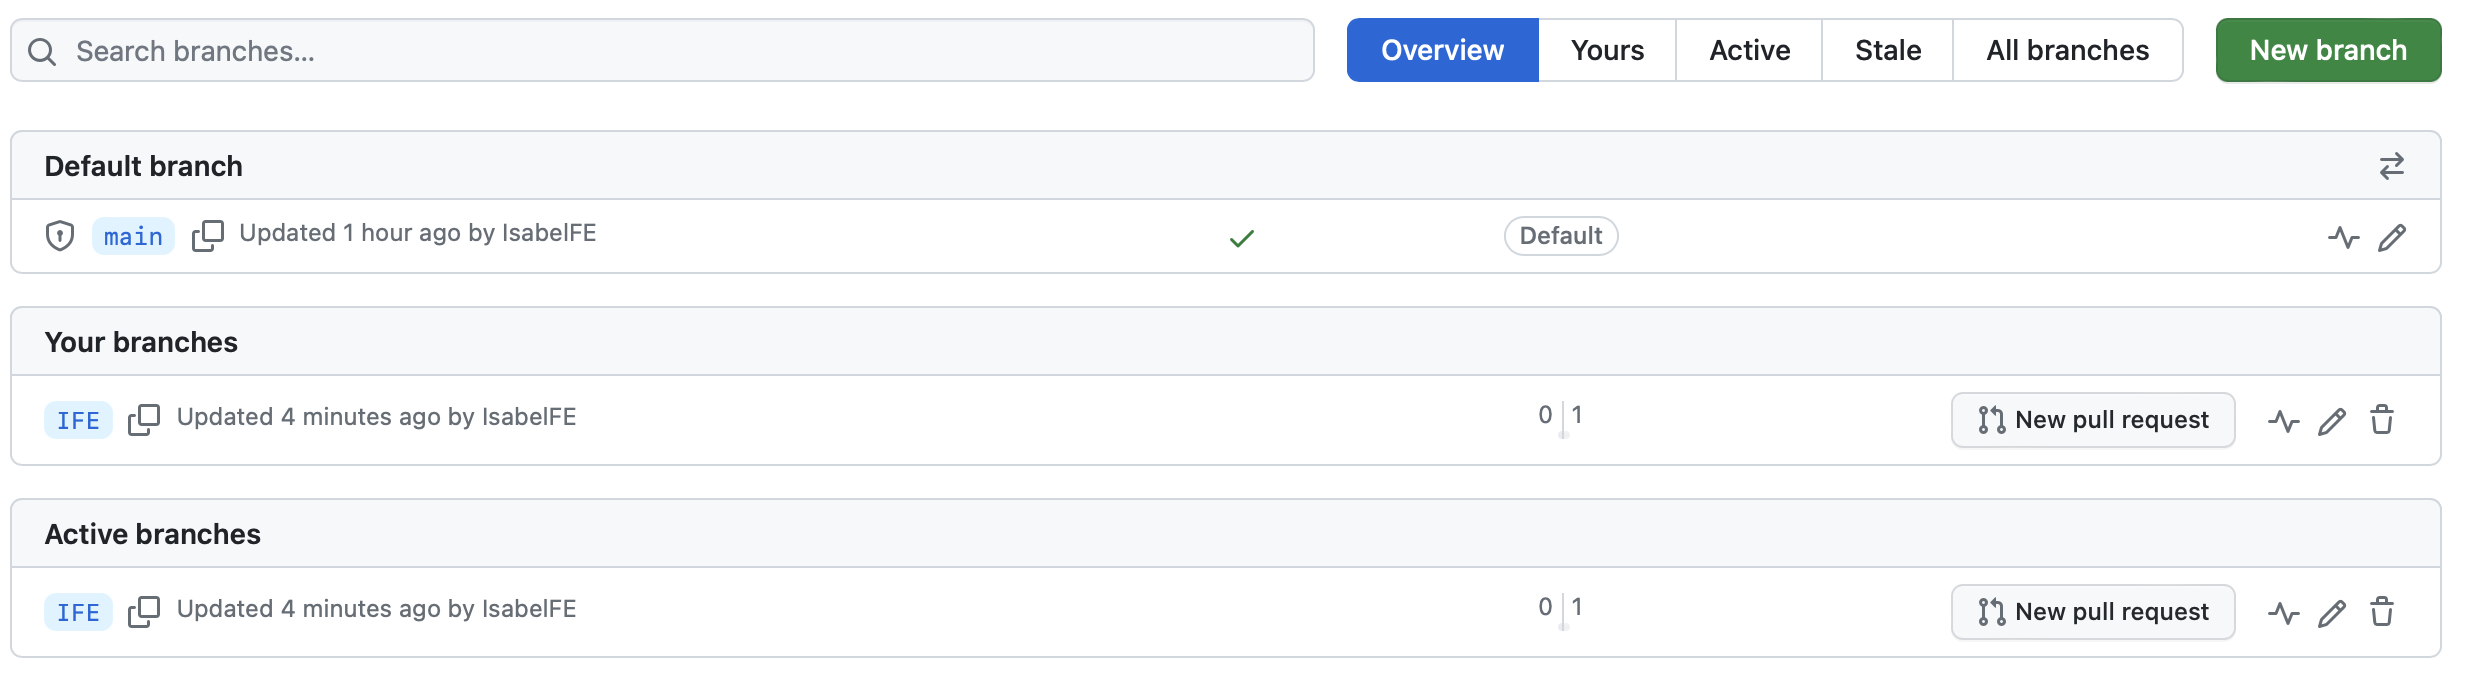 Search branches...
Overview Yours Active Stale All branches New branch
Default branch
main Updated 1 hour ago by IsabelFE Default
Your branches
IFE Updated 4 minutes ago by IsabelFE 0 1 New pull request
Active branches
IFE Updated 4 minutes ago by IsabelFE 0 1 New pull request